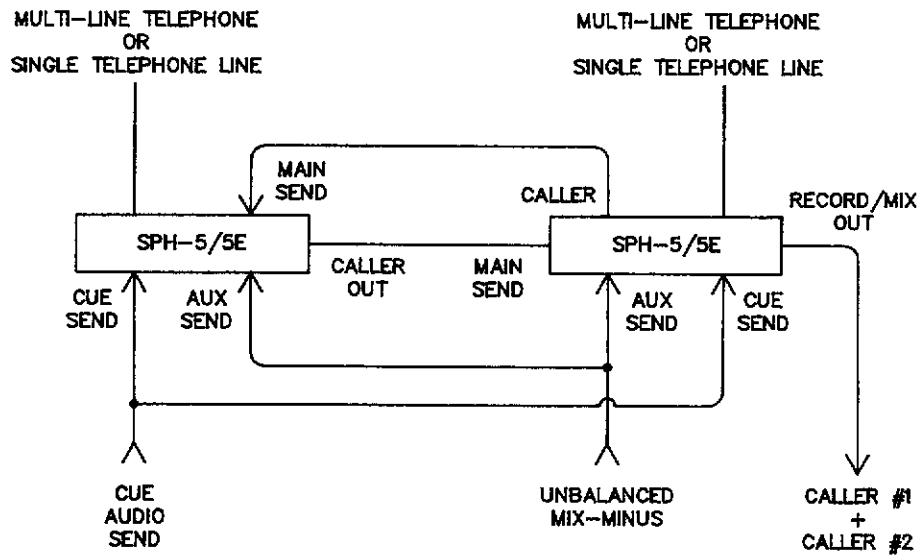 MULTI-LINE TELEPHONE
OR
SINGLE TELEPHONE LINE
MULTI-LINE TELEPHONE
OR
SINGLE TELEPHONE LINE
MAIN
SEND
CALLER
RECORD/MIX
OUT
SPH-5/5E
SPH-5/5E
CALLER
OUT
MAIN
SEND
CUE
SEND
AUX
SEND
AUX
SEND
CUE
SEND
CUE
AUDIO
SEND
UNBALANCED
MIX-MINUS
CALLER #1
+
CALLER #2